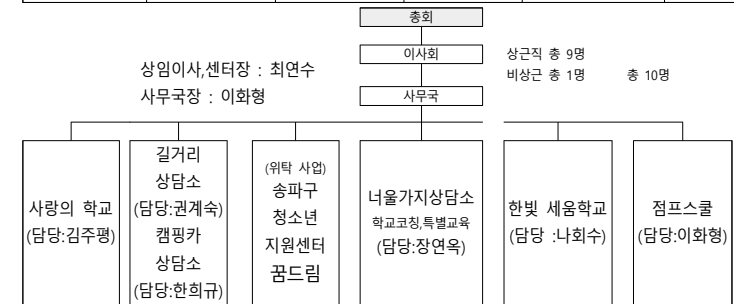 총회
이사회
사무국
상임이사,센터장 : 최연수
사무국장 : 이화형
상근직 총 9명
비상근 총 1명 총 10명
사랑의 학교
(담당:김주평)
길거리
상담소
(담당:권계숙)
캠핑카
상담소
(담당:한희규)
(위탁 사업)
송파구
청소년
지원센터
꿈드림
너울가지상담소
학교코칭,특별교육
(담당:장연옥)
한빛 세움학교
(담당 :나회수)
점프스쿨
(담당:이화형)